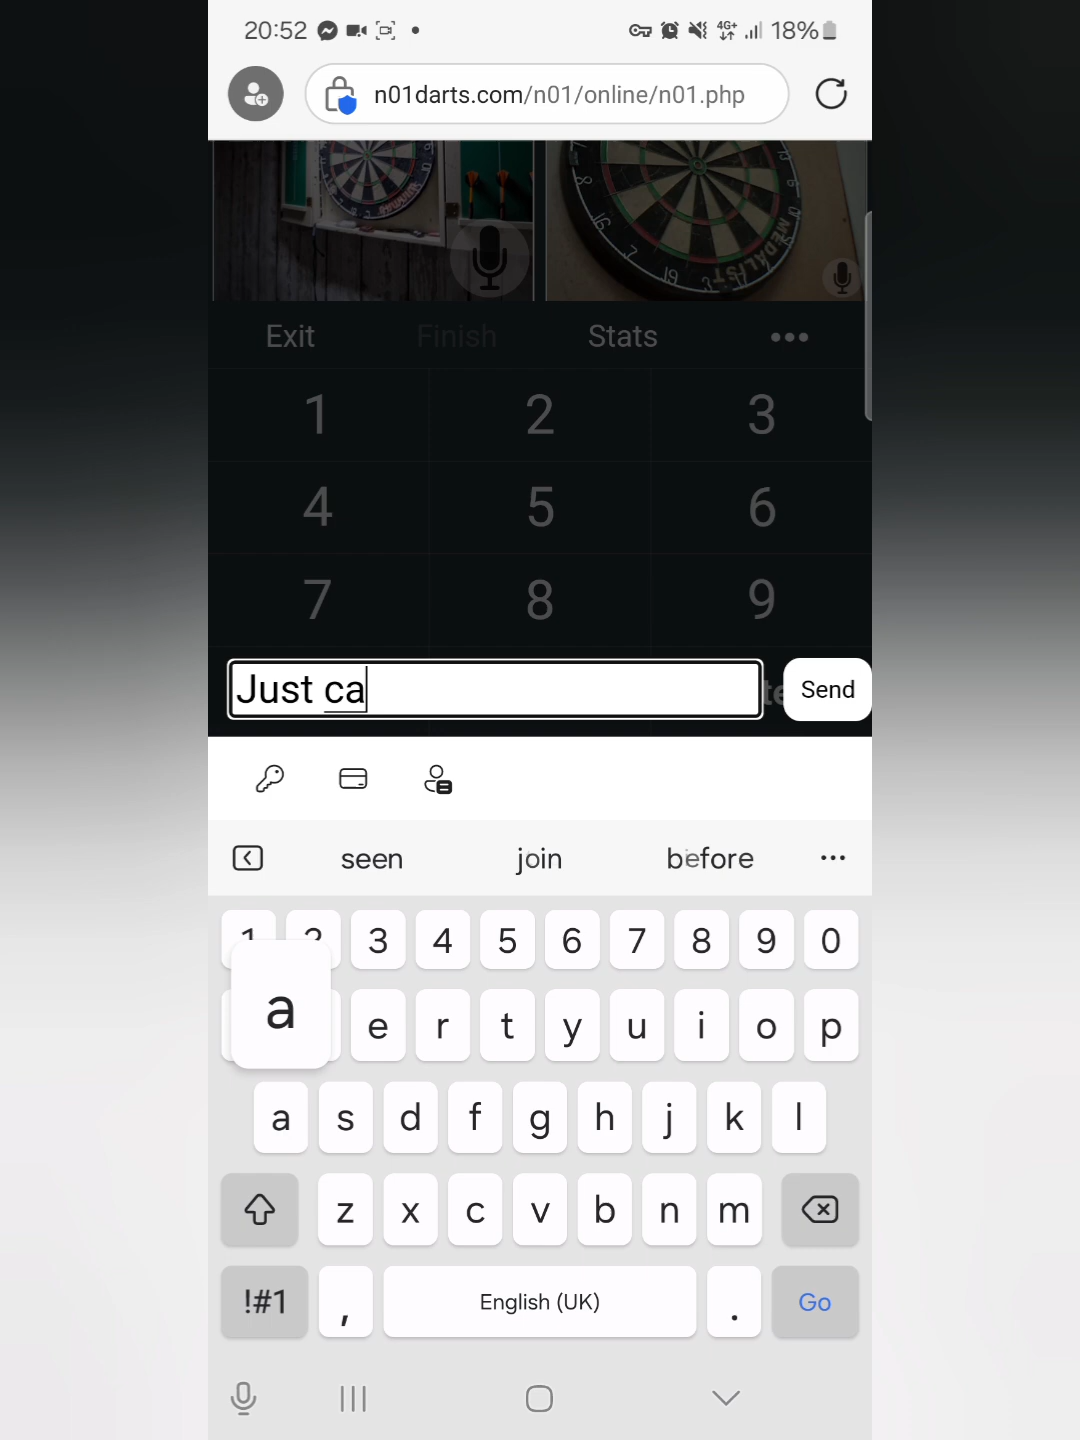 20:52 4G+ 18%
n01darts.com/n01/online/n01.php
MEDALIST
Exit Finish Stats •••
1 2 3
4 5 6
7 8 9
Just ca Send
seen join before
1 2 3 4 5 6 7 8 9 0
a
e r t y u i o p
a s d f g h j k l
z x c v b n m
!#1 , English (UK) . Go